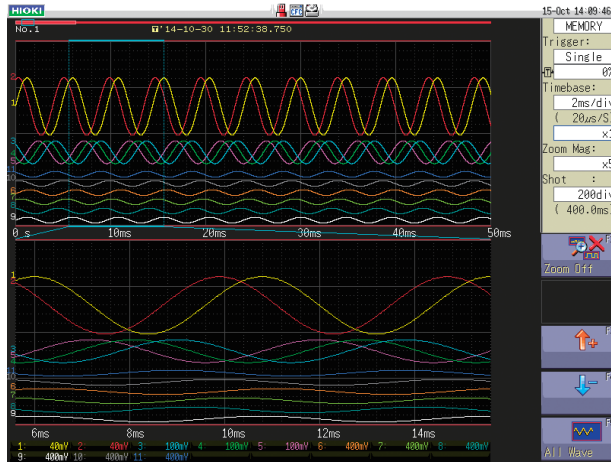 HIOKI
15-Oct 14:09:46
No.1
T'14-10-30 11:52:38.750
MEMORY
Trigger:
Single
Timebase:
2ms/div
( 20µs/S)
Zoom Mag:
Shot :
200div
( 400.0ms)
0 s 10ms 20ms 30ms 40ms 50ms
Zoom Off
6ms 8ms 10ms 12ms 14ms
All Wave
1: 40mV 2: 40mV 3: 100mV 4: 100mV 5: 100mV 6: 400mV 7: 400mV 8: 400mV
9: 400mV 10: 400mV 11: 400mV